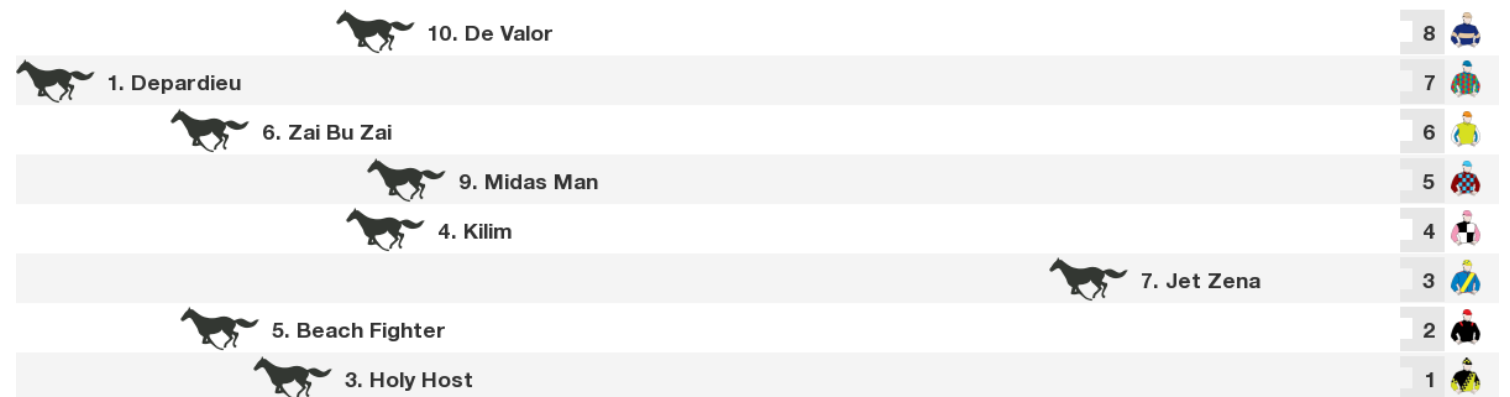 10. De Valor 8
1. Depardieu 7
6. Zai Bu Zai 6
9. Midas Man 5
4. Kilim 4
7. Jet Zena 3
5. Beach Fighter 2
3. Holy Host 1